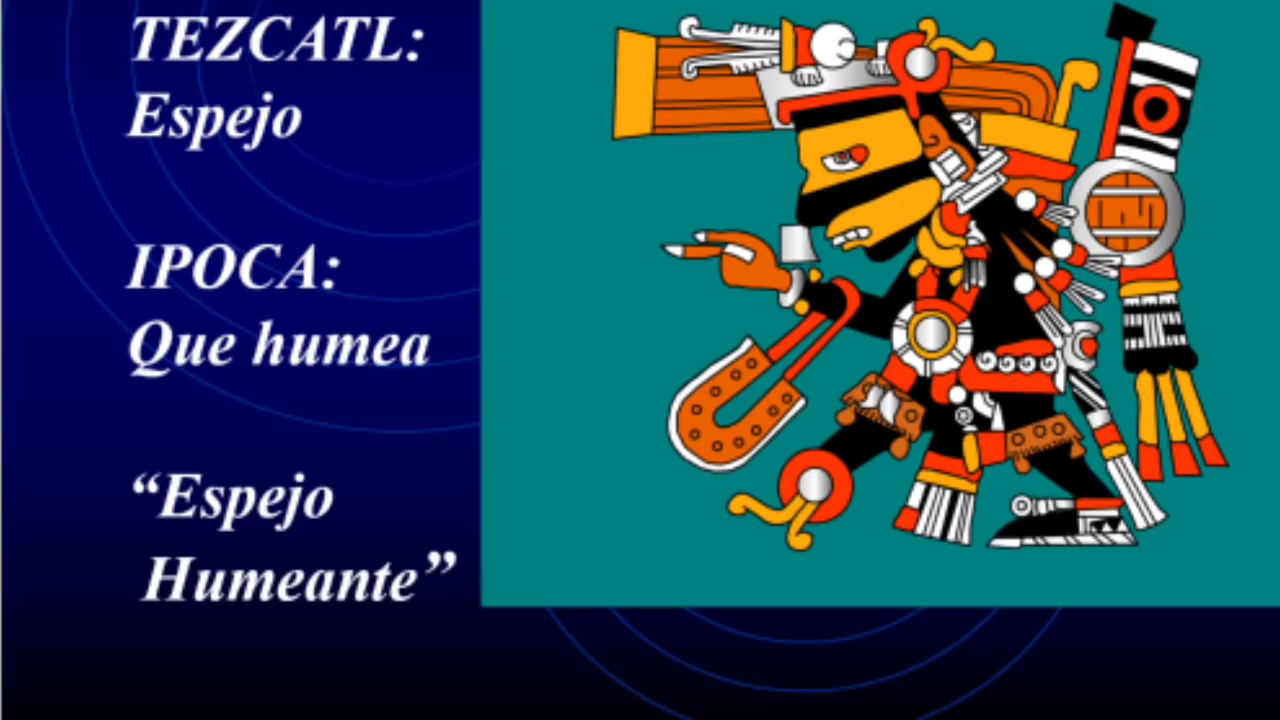 TEZCATL:
Espejo
IPOCA:
Que humea
“Espejo
Humeante”